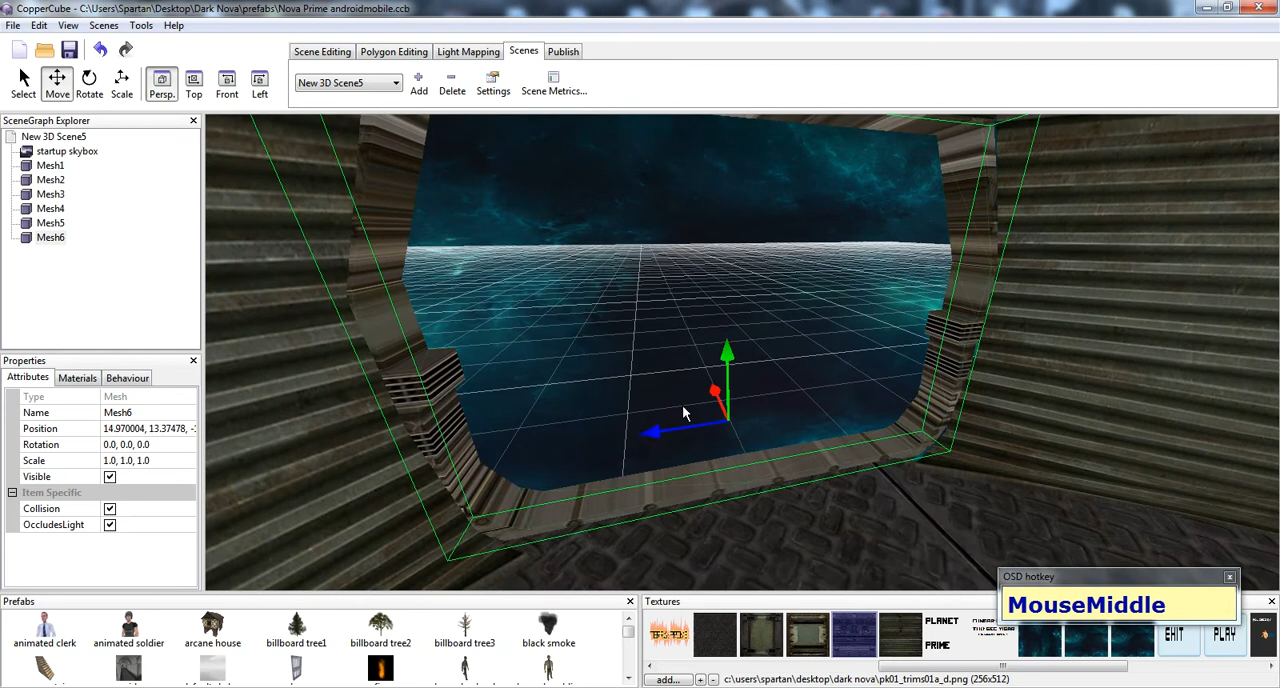 CopperCube - C:\Users\Spartan\Desktop\Dark Nova\prefabs\Nova Prime androidmobile.ccb
File Edit View Scenes Tools Help
Scene Editing Polygon Editing Light Mapping Scenes Publish
Select Move Rotate Scale Persp. Top Front Left
New 3D Scene5 Add Delete Settings Scene Metrics...
SceneGraph Explorer
New 3D Scene5
startup skybox
Mesh1
Mesh2
Mesh3
Mesh4
Mesh5
Mesh6
Properties
Attributes Materials Behaviour
Type Mesh
Name Mesh6
Position 14.970004, 13.37478, -
Rotation 0.0, 0.0, 0.0
Scale 1.0, 1.0, 1.0
Visible
Item Specific
Collision
OccludesLight
OSD hotkey
MouseMiddle
Prefabs
animated clerk animated soldier arcane house billboard tree1 billboard tree2 billboard tree3 black smoke
Textures
PLANET
PRIME
EXIT PLAY
add... + - c:\users\spartan\desktop\dark nova\pk01_trims01a_d.png (256x512)